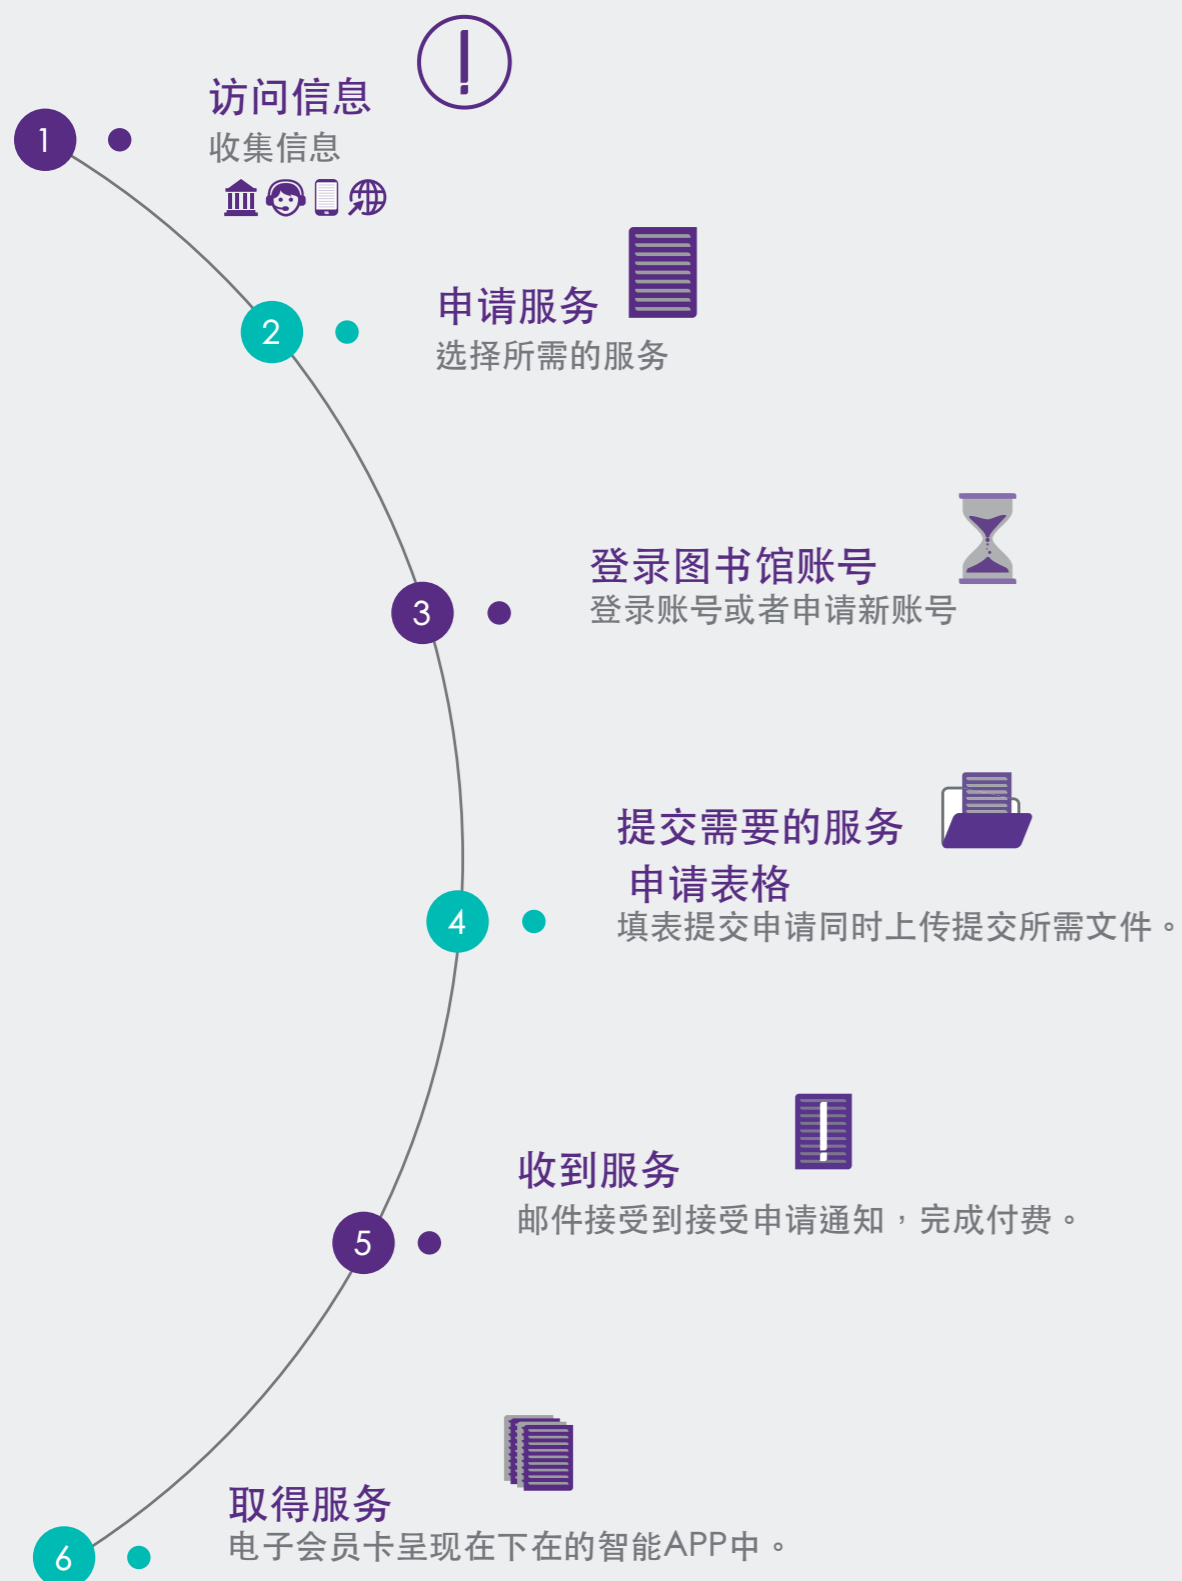 1
访问信息
收集信息
2
申请服务
选择所需的服务
3
登录图书馆账号
登录账号或者申请新账号
4
提交需要的服务
申请表格
填表提交申请同时上传提交所需文件。
5
收到服务
邮件接受到接受申请通知，完成付费。
6
取得服务
电子会员卡呈现在下在的智能APP中。